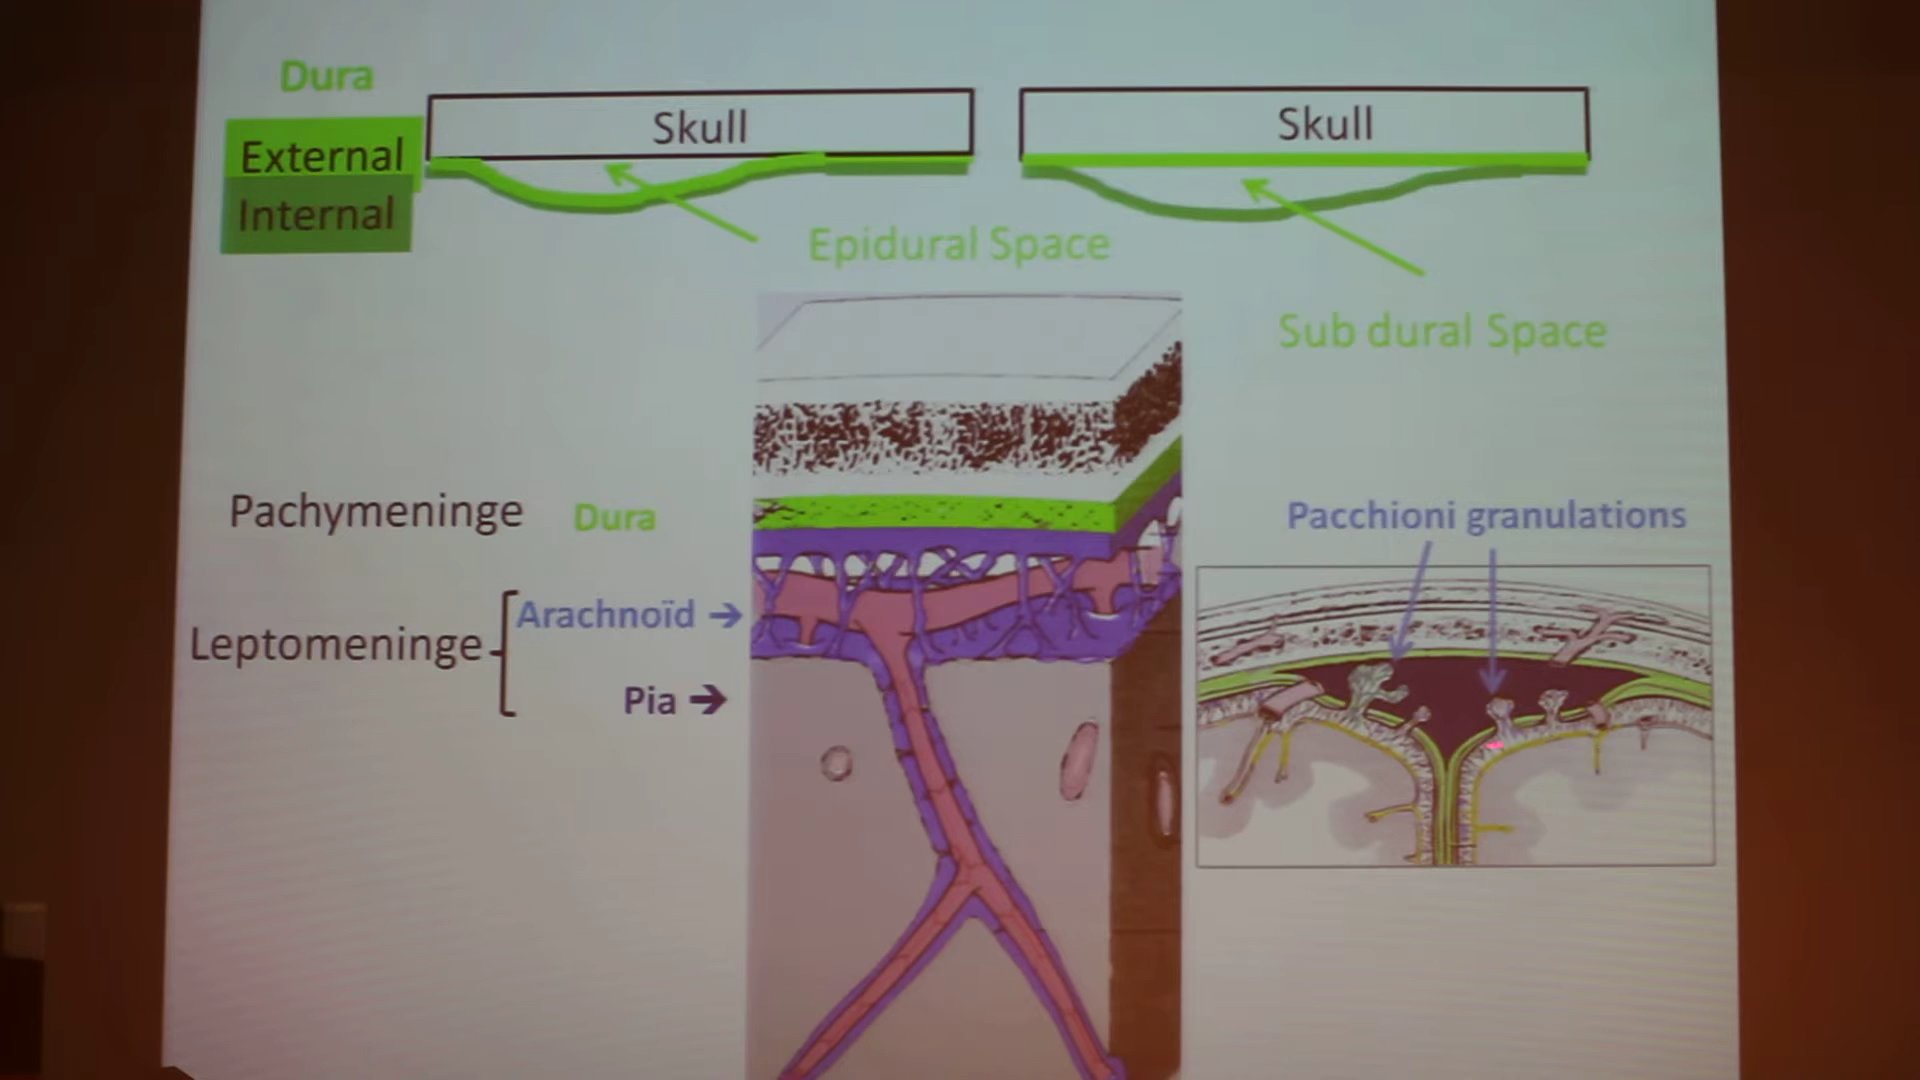 Dura
External
Internal
Skull
Skull
Epidural Space
Sub dural Space
Pachymeninge
Dura
Leptomeninge
Arachnoïd →
Pia →
Pacchioni granulations